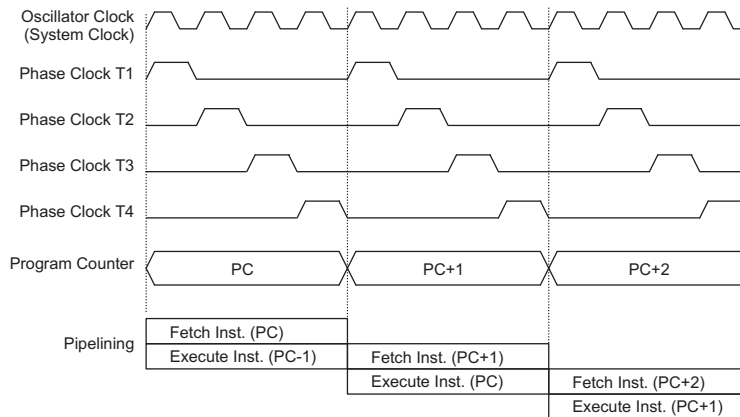 Oscillator Clock
(System Clock)
Phase Clock T1
Phase Clock T2
Phase Clock T3
Phase Clock T4
Program Counter
PC
PC+1
PC+2
Pipelining
Fetch Inst. (PC)
Execute Inst. (PC-1)
Fetch Inst. (PC+1)
Execute Inst. (PC)
Fetch Inst. (PC+2)
Execute Inst. (PC+1)